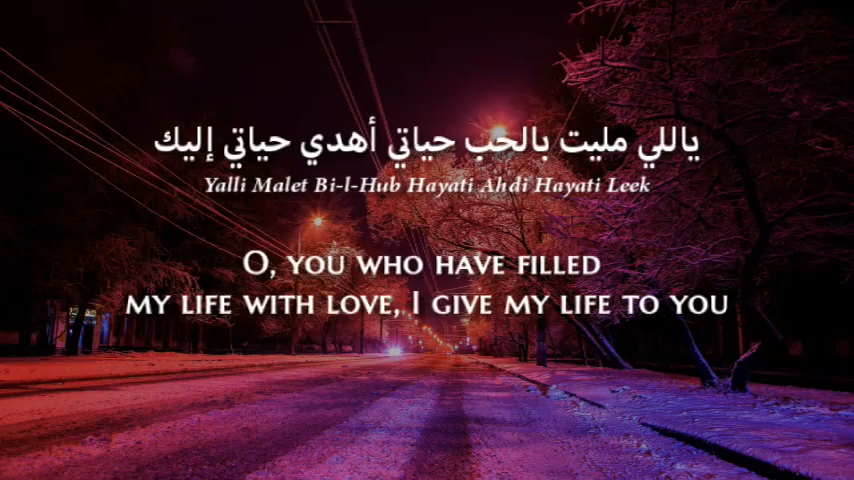 ياللي مليت بالحب حياتي أهدي حياتي إليك
Yalli Malet Bi-l-Hub Hayati Ahdi Hayati Leek
O, you who have filled
my life with love, I give my life to you